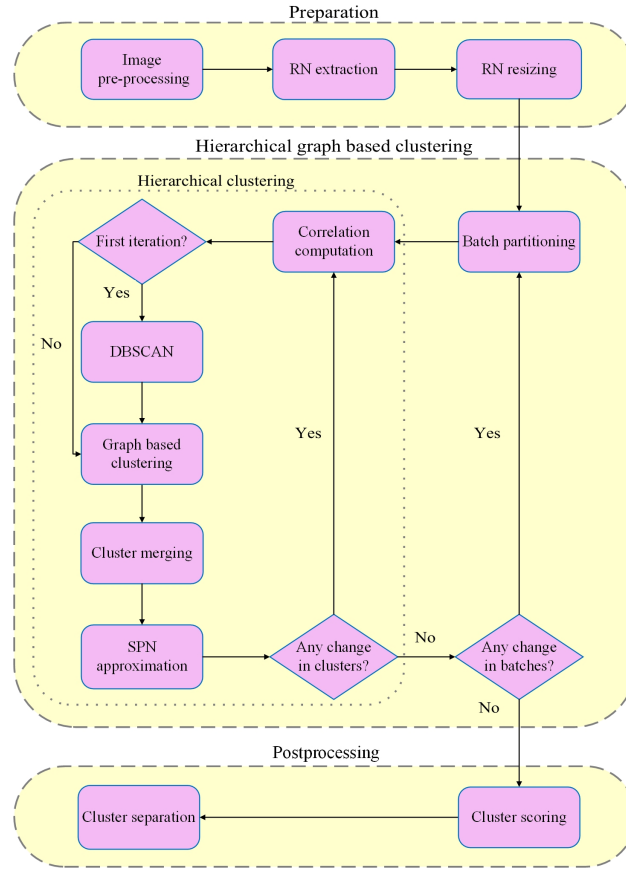 Preparation
Image
pre-processing
RN extraction
RN resizing
Hierarchical graph based clustering
Hierarchical clustering
First iteration?
Correlation
computation
Batch partitioning
Yes
No
DBSCAN
Graph based
clustering
Yes
Yes
Cluster merging
SPN
approximation
Any change
in clusters?
No
Any change
in batches?
No
Postprocessing
Cluster separation
Cluster scoring